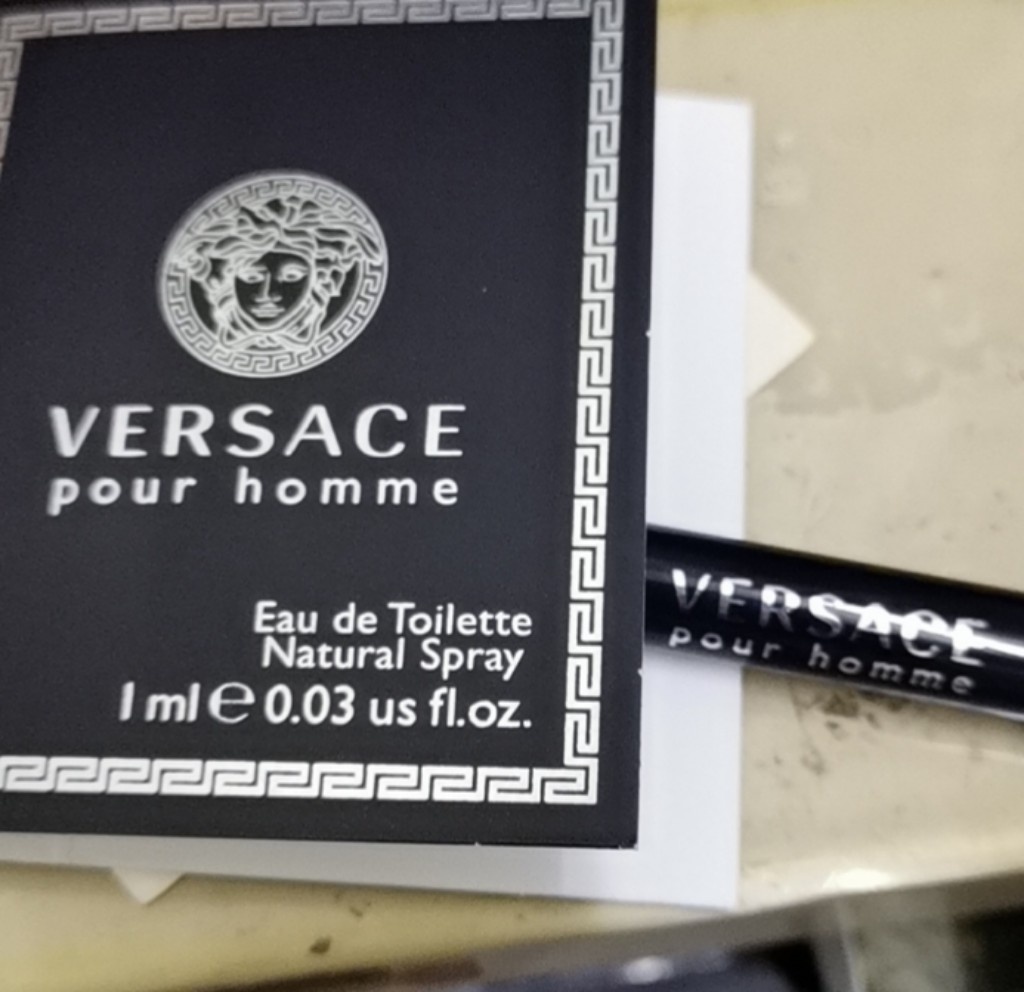 VERSACE
pour homme
Eau de Toilette
Natural Spray
1 ml ℮ 0.03 us fl.oz.
VERSACE
pour homme